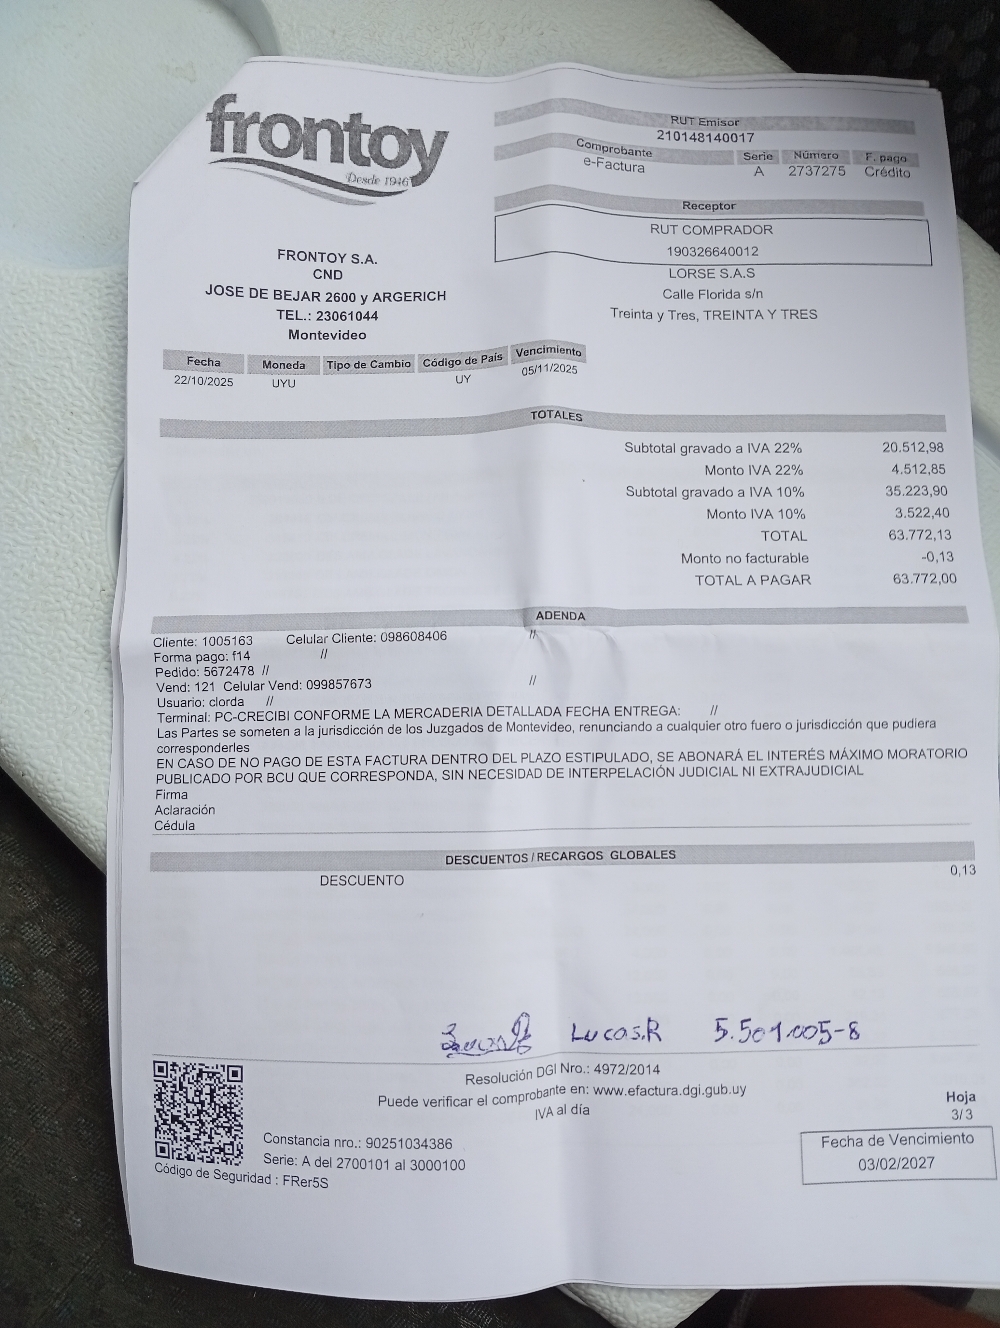 frontoy
Desde 1946
FRONTOY S.A.
CND
JOSE DE BEJAR 2600 y ARGERICH
TEL.: 23061044
Montevideo
RUT Emisor
210148140017
Comprobante Serie Número F. pago
e-Factura A 2737275 Crédito
Receptor
RUT COMPRADOR
190326640012
LORSE S.A.S
Calle Florida s/n
Treinta y Tres, TREINTA Y TRES
Fecha Moneda Tipo de Cambio Código de País Vencimiento
22/10/2025 UYU UY 05/11/2025
TOTALES
Subtotal gravado a IVA 22% 20.512,98
Monto IVA 22% 4.512,85
Subtotal gravado a IVA 10% 35.223,90
Monto IVA 10% 3.522,40
TOTAL 63.772,13
Monto no facturable -0,13
TOTAL A PAGAR 63.772,00
ADENDA
Cliente: 1005163 Celular Cliente: 098608406 //
Forma pago: f14 //
Pedido: 5672478 //
Vend: 121 Celular Vend: 099857673 //
Usuario: clorda //
Terminal: PC-CRECIBI CONFORME LA MERCADERIA DETALLADA FECHA ENTREGA: //
Las Partes se someten a la jurisdicción de los Juzgados de Montevideo, renunciando a cualquier otro fuero o jurisdicción que pudiera
corresponderles
EN CASO DE NO PAGO DE ESTA FACTURA DENTRO DEL PLAZO ESTIPULADO, SE ABONARÁ EL INTERÉS MÁXIMO MORATORIO
PUBLICADO POR BCU QUE CORRESPONDA, SIN NECESIDAD DE INTERPELACIÓN JUDICIAL NI EXTRAJUDICIAL
Firma
Aclaración
Cédula
DESCUENTOS / RECARGOS GLOBALES
DESCUENTO 0,13
Lucas.R 5.501.005-8
Resolución DGI Nro.: 4972/2014
Puede verificar el comprobante en: www.efactura.dgi.gub.uy
IVA al día
Hoja
3/3
Constancia nro.: 90251034386
Serie: A del 2700101 al 3000100
Código de Seguridad : FRer5S
Fecha de Vencimiento
03/02/2027